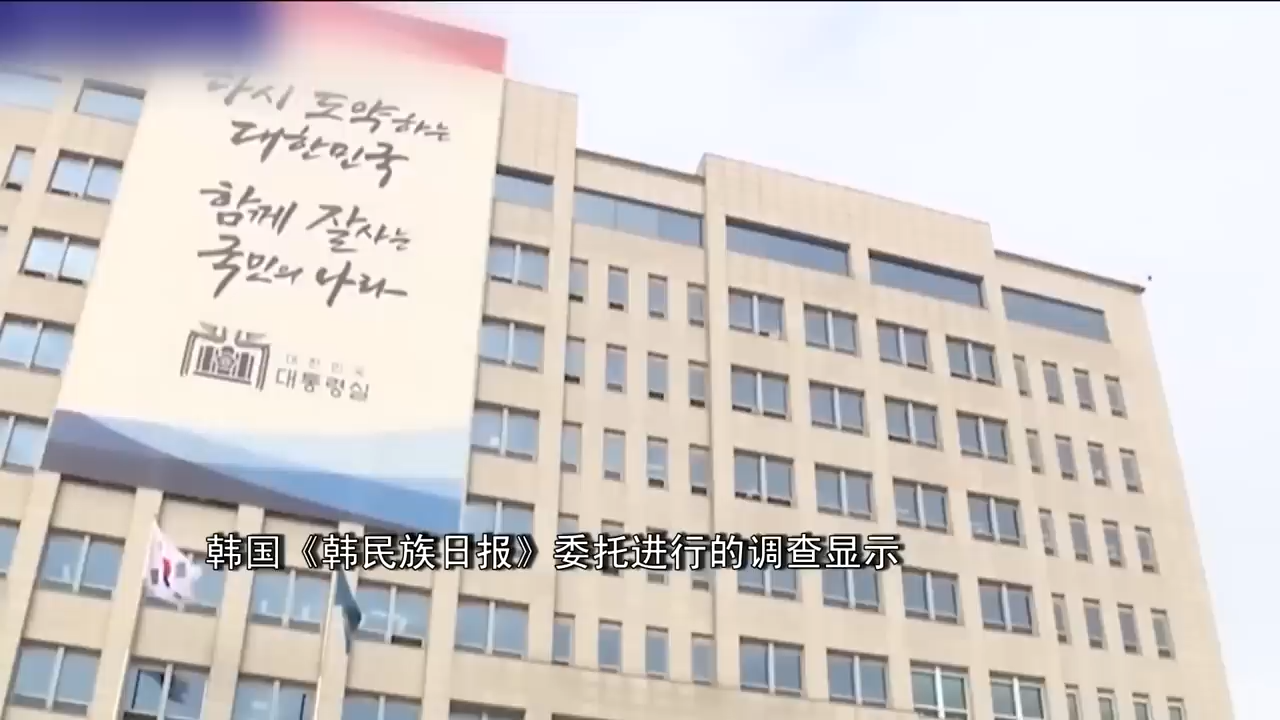 다시 도약하는
대한민국
함께 잘사는
국민의 나라
대한민국
대통령실
韩国《韩民族日报》委托进行的调查显示